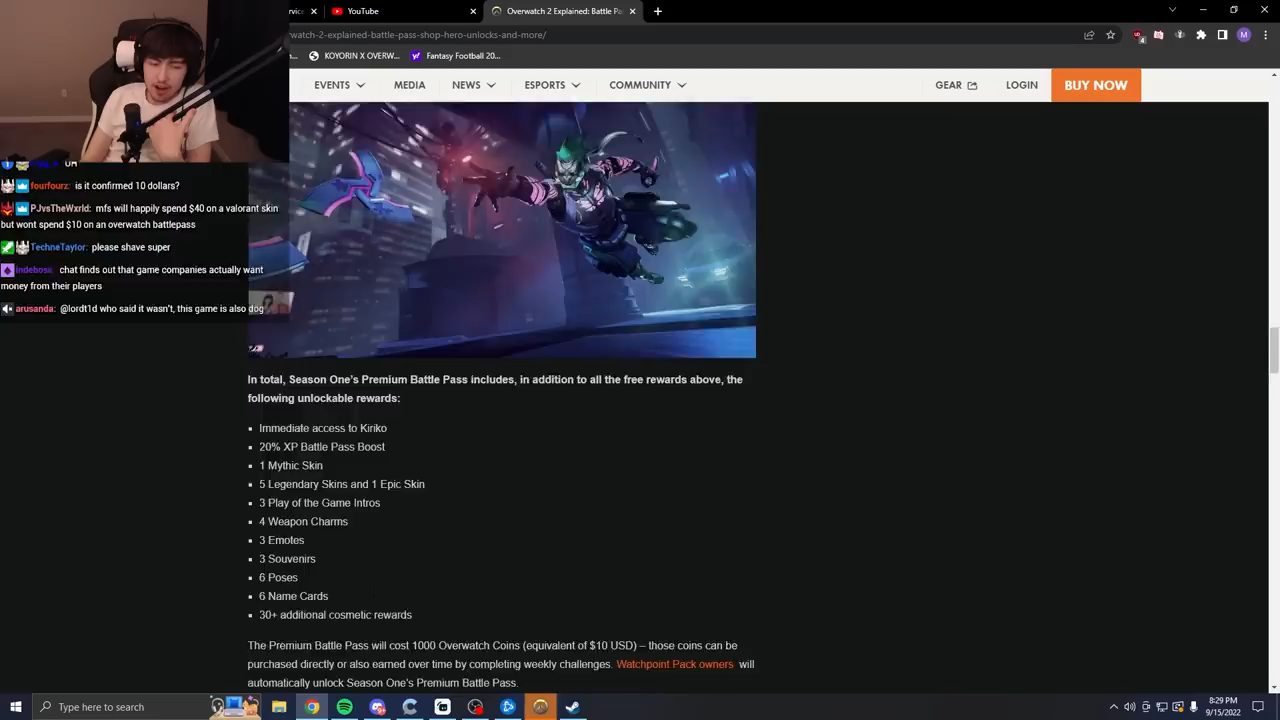 YouTube
Overwatch 2 Explained: Battle Pas
watch-2-explained-battle-pass-shop-hero-unlocks-and-more/
KOYORIN X OVERW...
Fantasy Football 20...
EVENTS
MEDIA
NEWS
ESPORTS
COMMUNITY
GEAR
LOGIN
BUY NOW
fourfourz: is it confirmed 10 dollars?
PJvsTheWxrld: mfs will happily spend $40 on a valorant skin
but wont spend $10 on an overwatch battlepass
TechneTaylor: please shave super
chat finds out that game companies actually want
money from their players
arusanda: @lordt1d who said it wasn't, this game is also dog
In total, Season One's Premium Battle Pass includes, in addition to all the free rewards above, the
following unlockable rewards:
Immediate access to Kiriko
20% XP Battle Pass Boost
1 Mythic Skin
5 Legendary Skins and 1 Epic Skin
3 Play of the Game Intros
4 Weapon Charms
3 Emotes
3 Souvenirs
6 Poses
6 Name Cards
30+ additional cosmetic rewards
The Premium Battle Pass will cost 1000 Overwatch Coins (equivalent of $10 USD) – those coins can be
purchased directly or also earned over time by completing weekly challenges. Watchpoint Pack owners will
automatically unlock Season One's Premium Battle Pass.
Type here to search
8:29 PM
9/15/2022